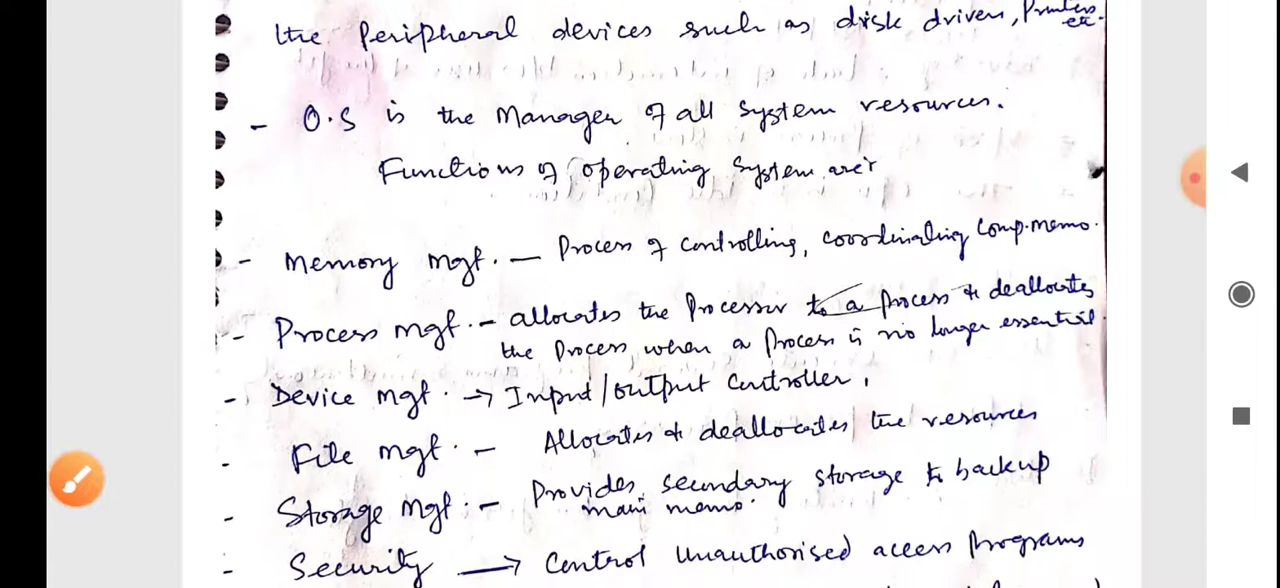 the Peripheral devices such as disk drives, Printers etc.
- O.S is the Manager of all System resources.
Functions of operating System are:
- Memory Mgt. - Process of controlling, coordinating Comp. memo.
- Process Mgt. - allocates the Processor to a process & deallocates
the Process when a Process is no longer essential.
- Device Mgt. → Input/output Controller.
- File Mgt. - Allocates & deallocates the resources
- Storage Mgt. - Provides secondary storage to backup
main memo.
- Security → Control Unauthorised access Programs